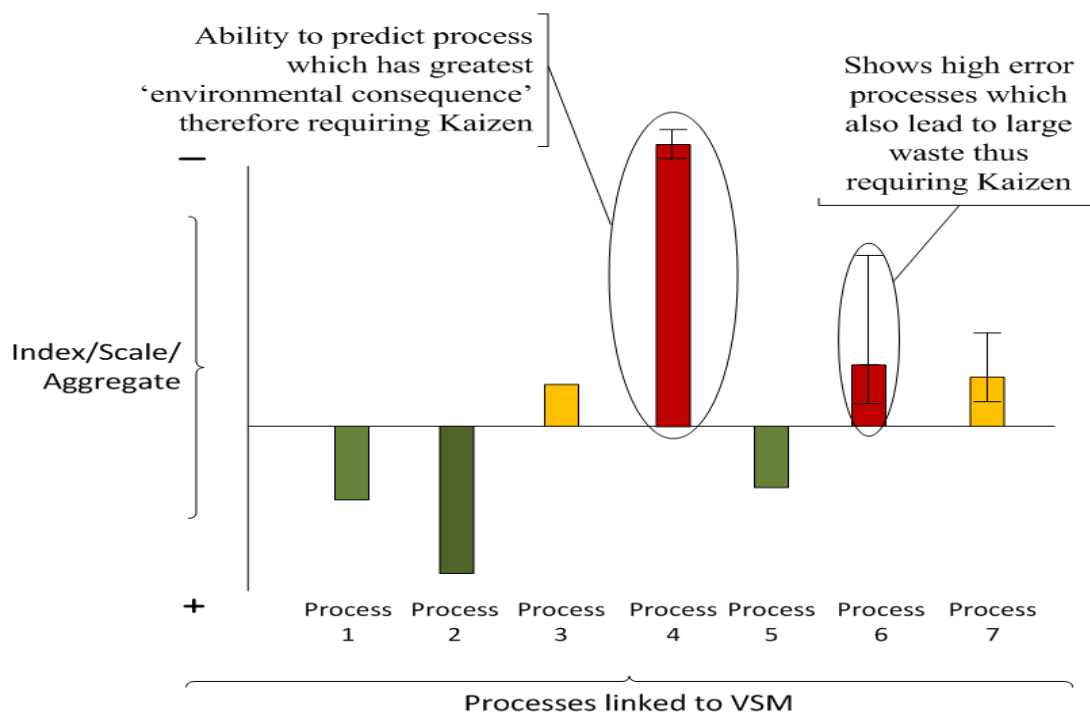 Ability to predict process
which has greatest
‘environmental consequence’
therefore requiring Kaizen
Shows high error
processes which
also lead to large
waste thus
requiring Kaizen
–
Index/Scale/
Aggregate
+
Process
1
Process
2
Process
3
Process
4
Process
5
Process
6
Process
7
Processes linked to VSM